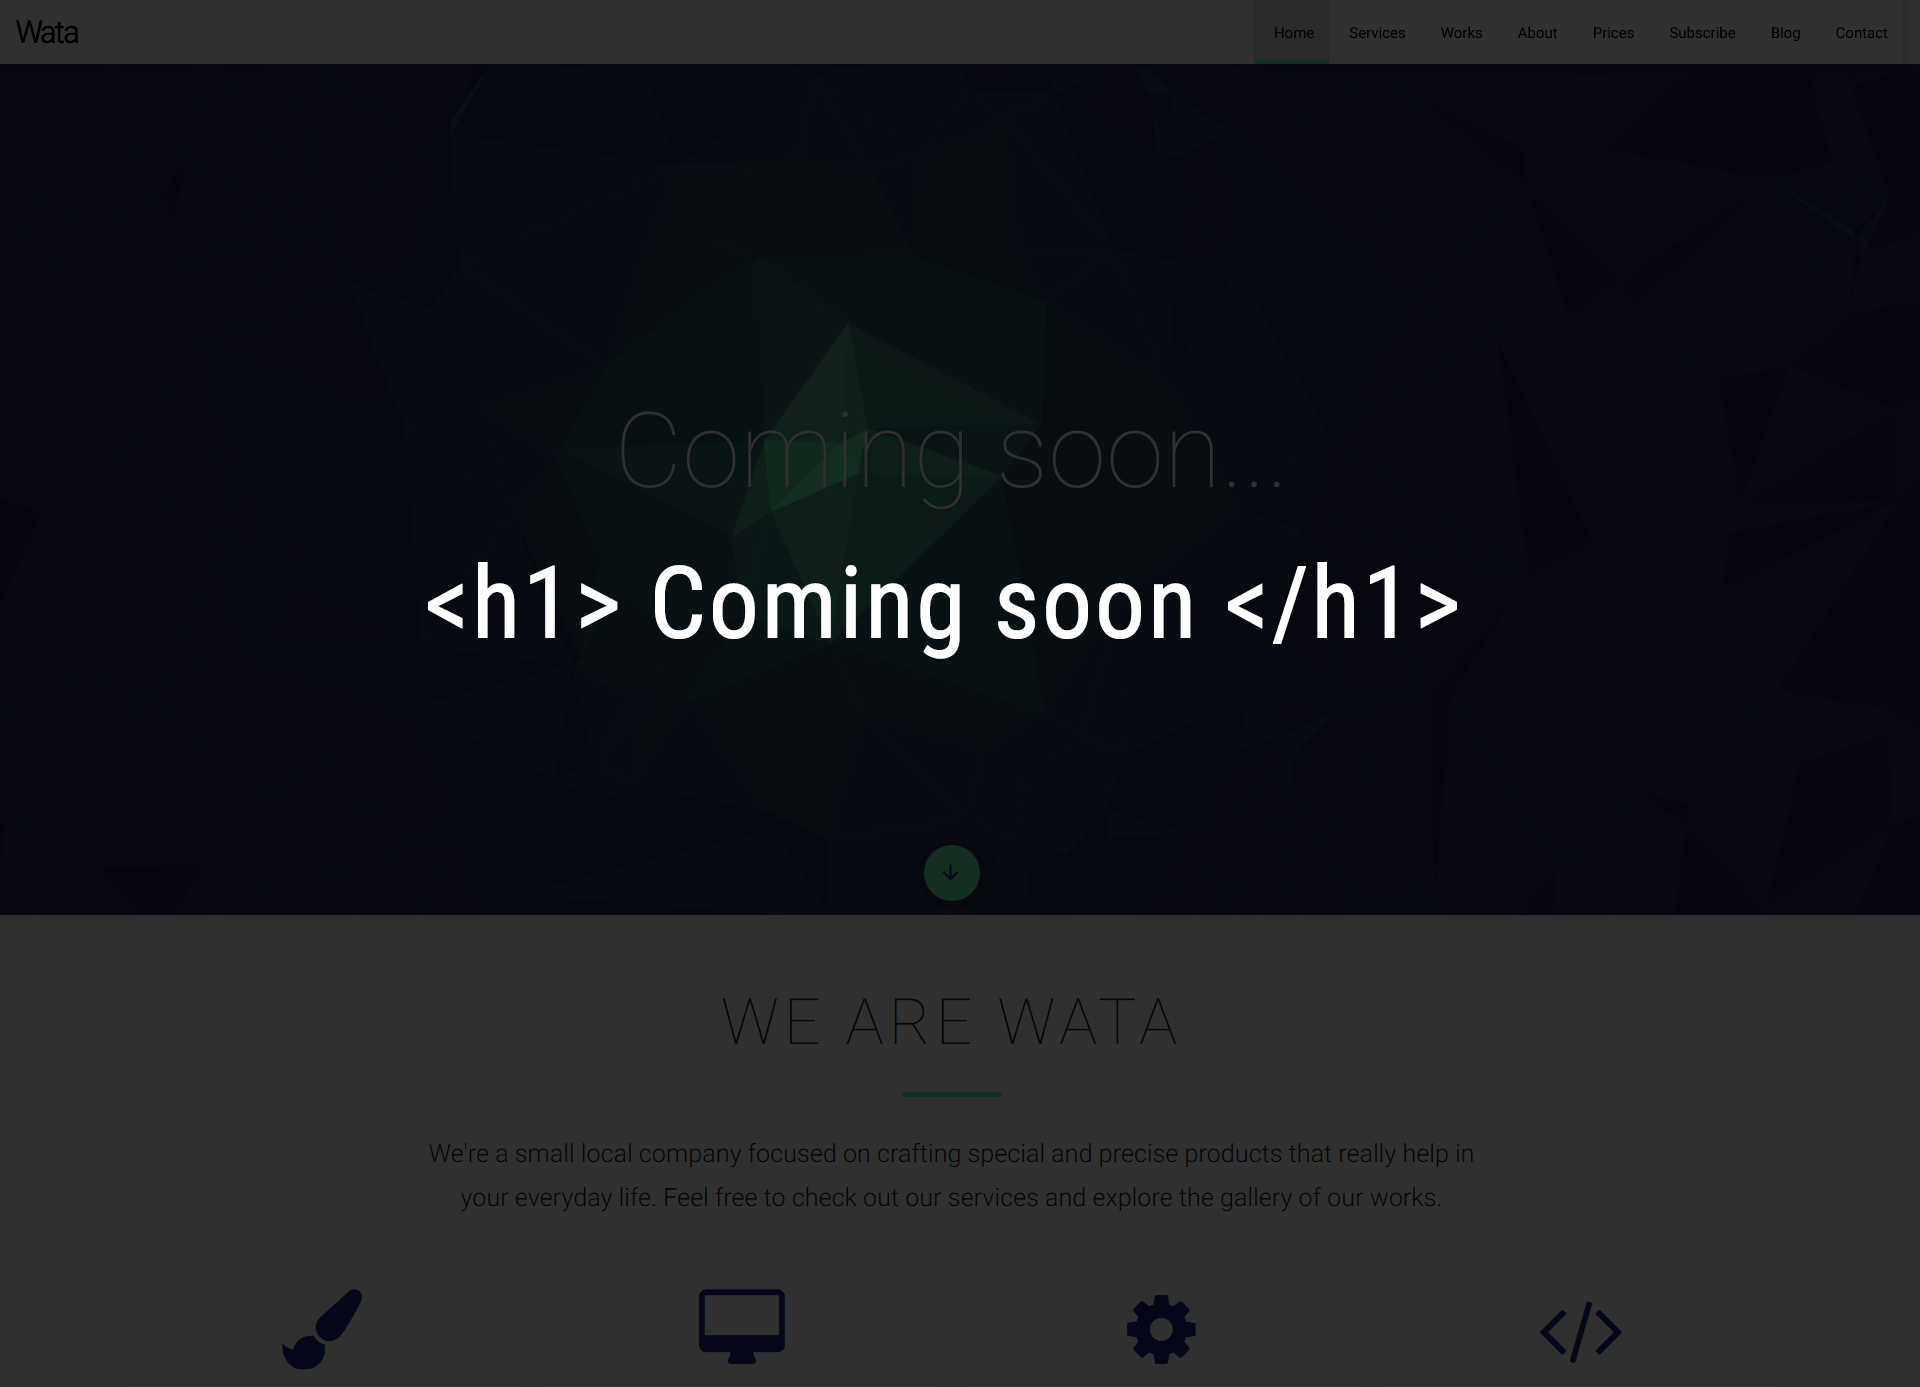 Wata
Home Services Works About Prices Subscribe Blog Contact
Coming soon...
<h1> Coming soon </h1>
WE ARE WATA
We're a small local company focused on crafting special and precise products that really help in
your everyday life. Feel free to check out our services and explore the gallery of our works.